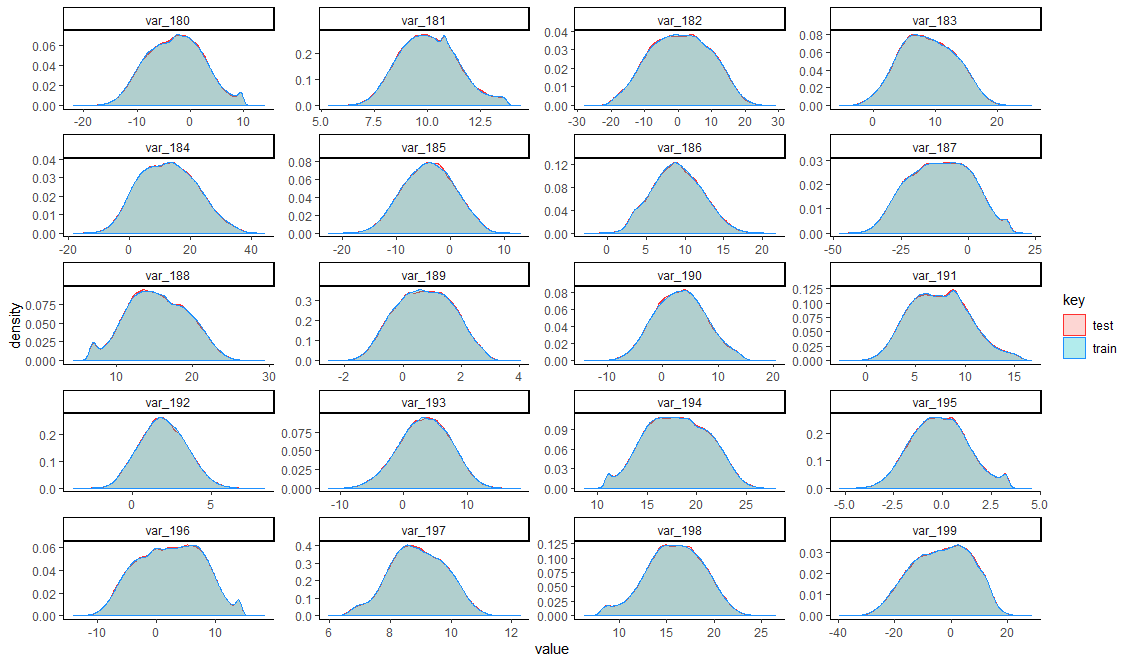 var_180 var_181 var_182 var_183
0.06 0.04 0.02 0.00
-20 -10 0 10
0.2 0.1 0.0
5.0 7.5 10.0 12.5
0.04 0.03 0.02 0.01 0.00
-30 -20 -10 0 10 20 30
0.08 0.06 0.04 0.02 0.00
0 10 20
var_184 var_185 var_186 var_187
0.04 0.03 0.02 0.01 0.00
-20 0 20 40
0.08 0.06 0.04 0.02 0.00
-20 -10 0 10
0.12 0.08 0.04 0.00
0 5 10 15 20
0.03 0.02 0.01 0.00
-50 -25 0 25
var_188 var_189 var_190 var_191
0.075 0.050 0.025 0.000
10 20 30
0.3 0.2 0.1 0.0
-2 0 2 4
0.08 0.06 0.04 0.02 0.00
-10 0 10 20
0.125 0.100 0.075 0.050 0.025 0.000
0 5 10 15
var_192 var_193 var_194 var_195
0.2 0.1 0.0
0 5
0.075 0.050 0.025 0.000
-10 0 10
0.09 0.06 0.03 0.00
10 15 20 25
0.2 0.1 0.0
-5.0 -2.5 0.0 2.5 5.0
var_196 var_197 var_198 var_199
0.06 0.04 0.02 0.00
-10 0 10
0.4 0.3 0.2 0.1 0.0
6 8 10 12
0.125 0.100 0.075 0.050 0.025 0.000
10 15 20 25
0.03 0.02 0.01 0.00
-40 -20 0 20
density
value
key
test
train